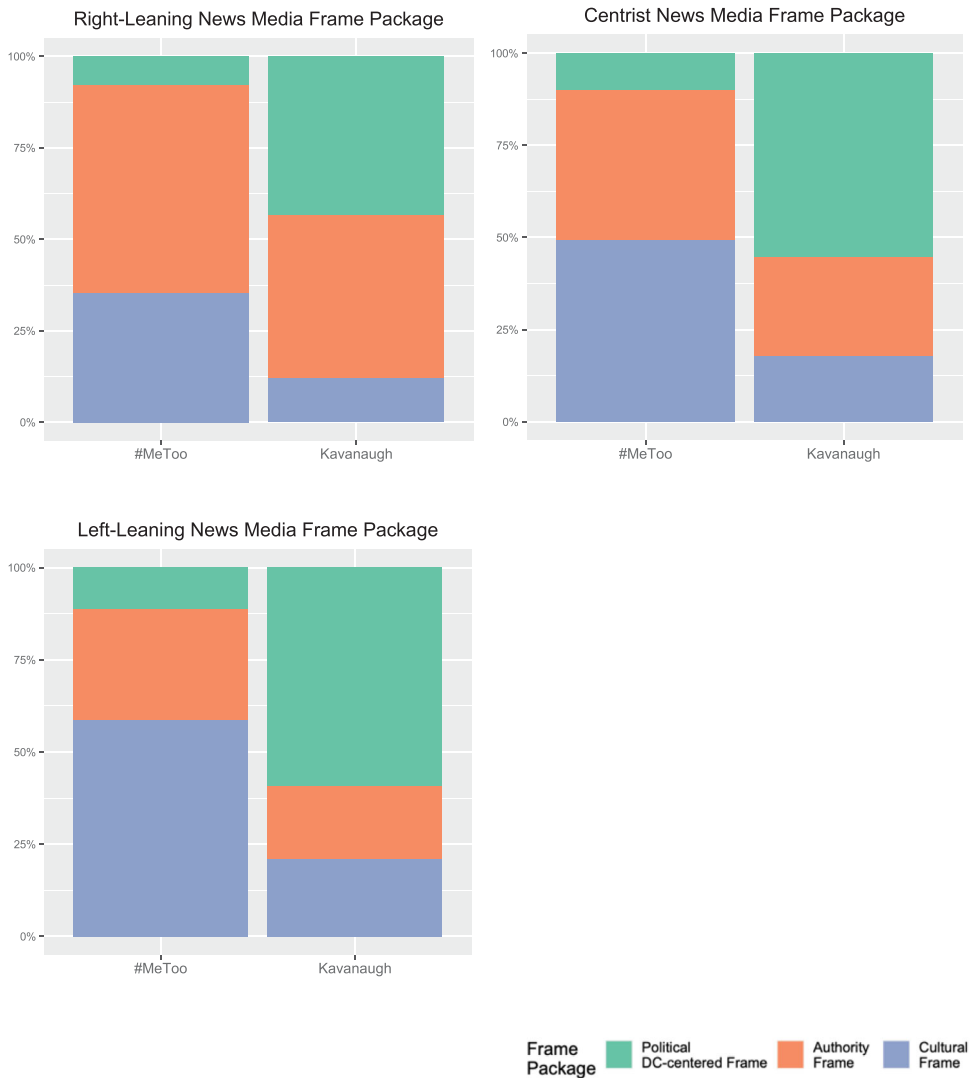 Right-Leaning News Media Frame Package
100%
75%
50%
25%
0%
#MeToo Kavanaugh
Centrist News Media Frame Package
100%
75%
50%
25%
0%
#MeToo Kavanaugh
Left-Leaning News Media Frame Package
100%
75%
50%
25%
0%
#MeToo Kavanaugh
Frame
Package
Political
DC-centered Frame
Authority
Frame
Cultural
Frame